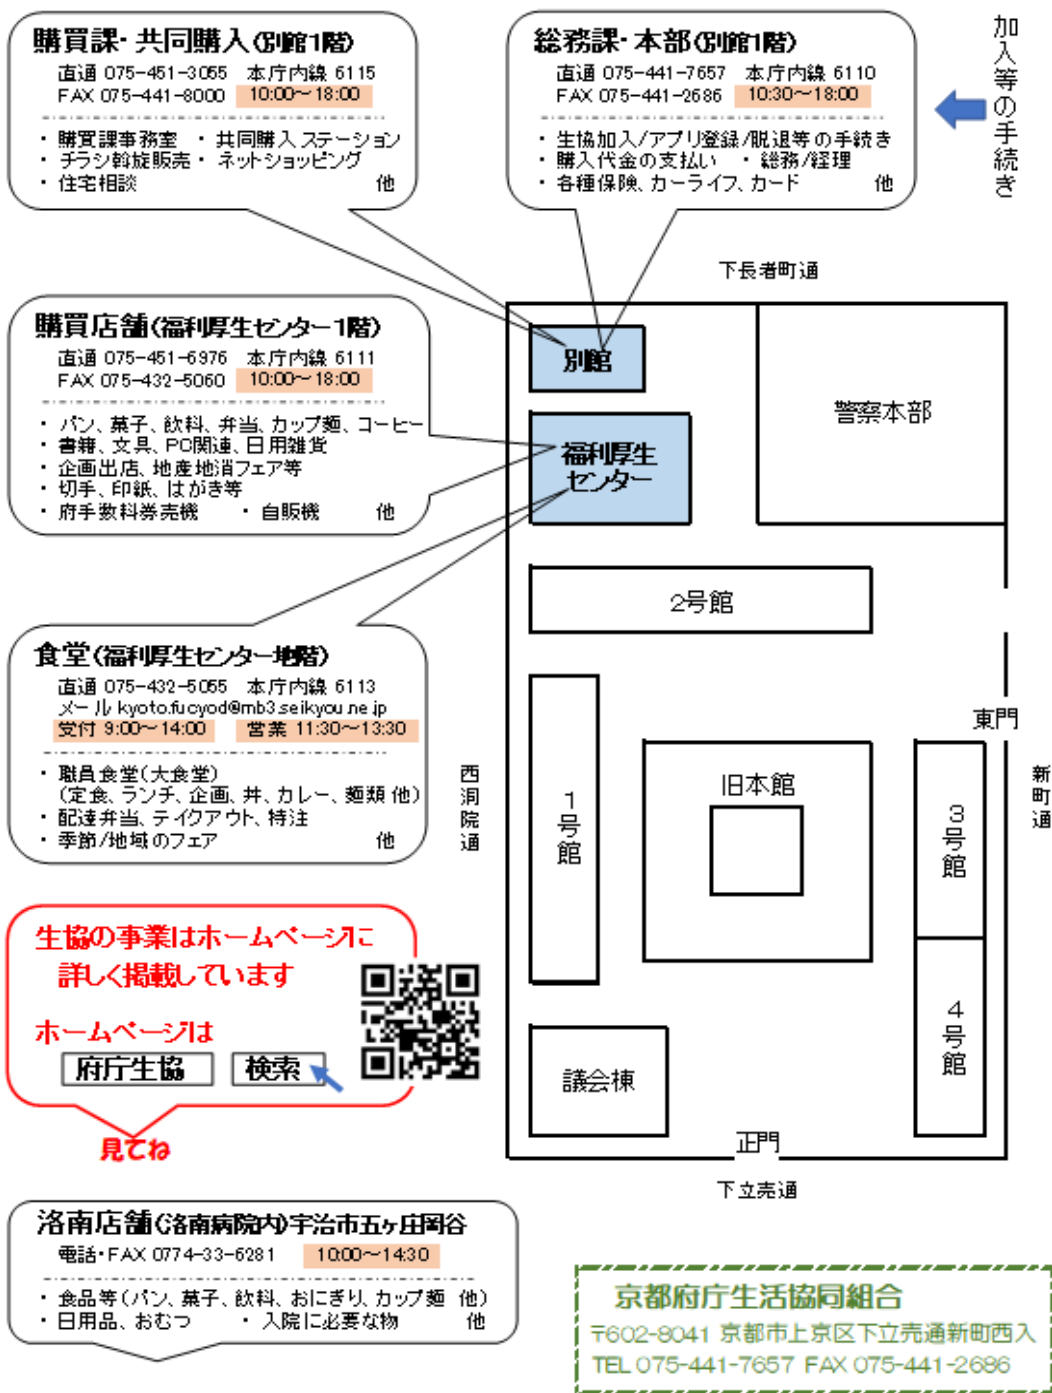 購買課・共同購入(別館1階)
直通 075-451-3055 本庁内線 6115
FAX 075-441-8000 10:00～18:00
・ 購買課事務室 ・ 共同購入ステーション
・ チラシ斡旋販売 ・ ネットショッピング
・ 住宅相談 他
総務課・本部(別館1階)
直通 075-441-7657 本庁内線 6110
FAX 075-441-2686 10:30～18:00
・ 生協加入/アプリ登録/脱退等の手続き
・ 購入代金の支払い ・ 総務/経理
・ 各種保険、カーライフ、カード 他
加入等の手続き
下長者町通
購買店舗(福利厚生センター1階)
直通 075-451-6976 本庁内線 6111
FAX 075-432-5060 10:00～18:00
・ パン、菓子、飲料、弁当、カップ麺、コーヒー
・ 書籍、文具、PC関連、日用雑貨
・ 企画出店、地産地消フェア等
・ 切手、印紙、はがき等
・ 府手数料券売機 ・ 自販機 他
別館
警察本部
福利厚生
センター
2号館
食堂(福利厚生センター地階)
直通 075-432-5055 本庁内線 6113
メール kyoto.fucyod@mb3.seikyou.ne.jp
受付 9:00～14:00 営業 11:30～13:30
・ 職員食堂(大食堂)
(定食、ランチ、企画、丼、カレー、麺類 他)
・ 配達弁当、テイクアウト、特注
・ 季節/地域のフェア 他
西洞院通
東門
新町通
旧本館
1号館
3号館
4号館
議会棟
正門
下立売通
生協の事業はホームページに
詳しく掲載しています
ホームページは
府庁生協 検索
見てね
洛南店舗(洛南病院内)宇治市五ヶ庄岡谷
電話・FAX 0774-33-6281 10:00～14:30
・ 食品等(パン、菓子、飲料、おにぎり、カップ麺 他)
・ 日用品、おむつ ・ 入院に必要な物 他
京都府庁生活協同組合
〒602-8041 京都市上京区下立売通新町西入
TEL 075-441-7657 FAX 075-441-2686